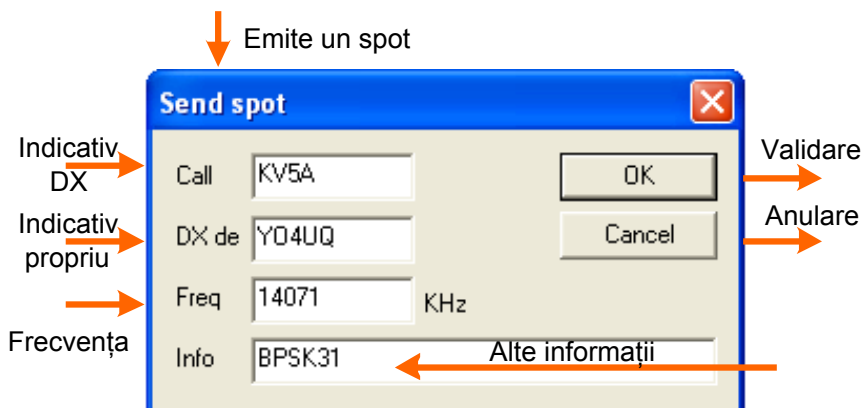 Emite un spot
Send spot
Indicativ
DX
Call
KV5A
OK
Validare
Indicativ
propriu
DX de
YO4UQ
Cancel
Anulare
Frecvența
Freq
14071
KHz
Info
BPSK31
Alte informații